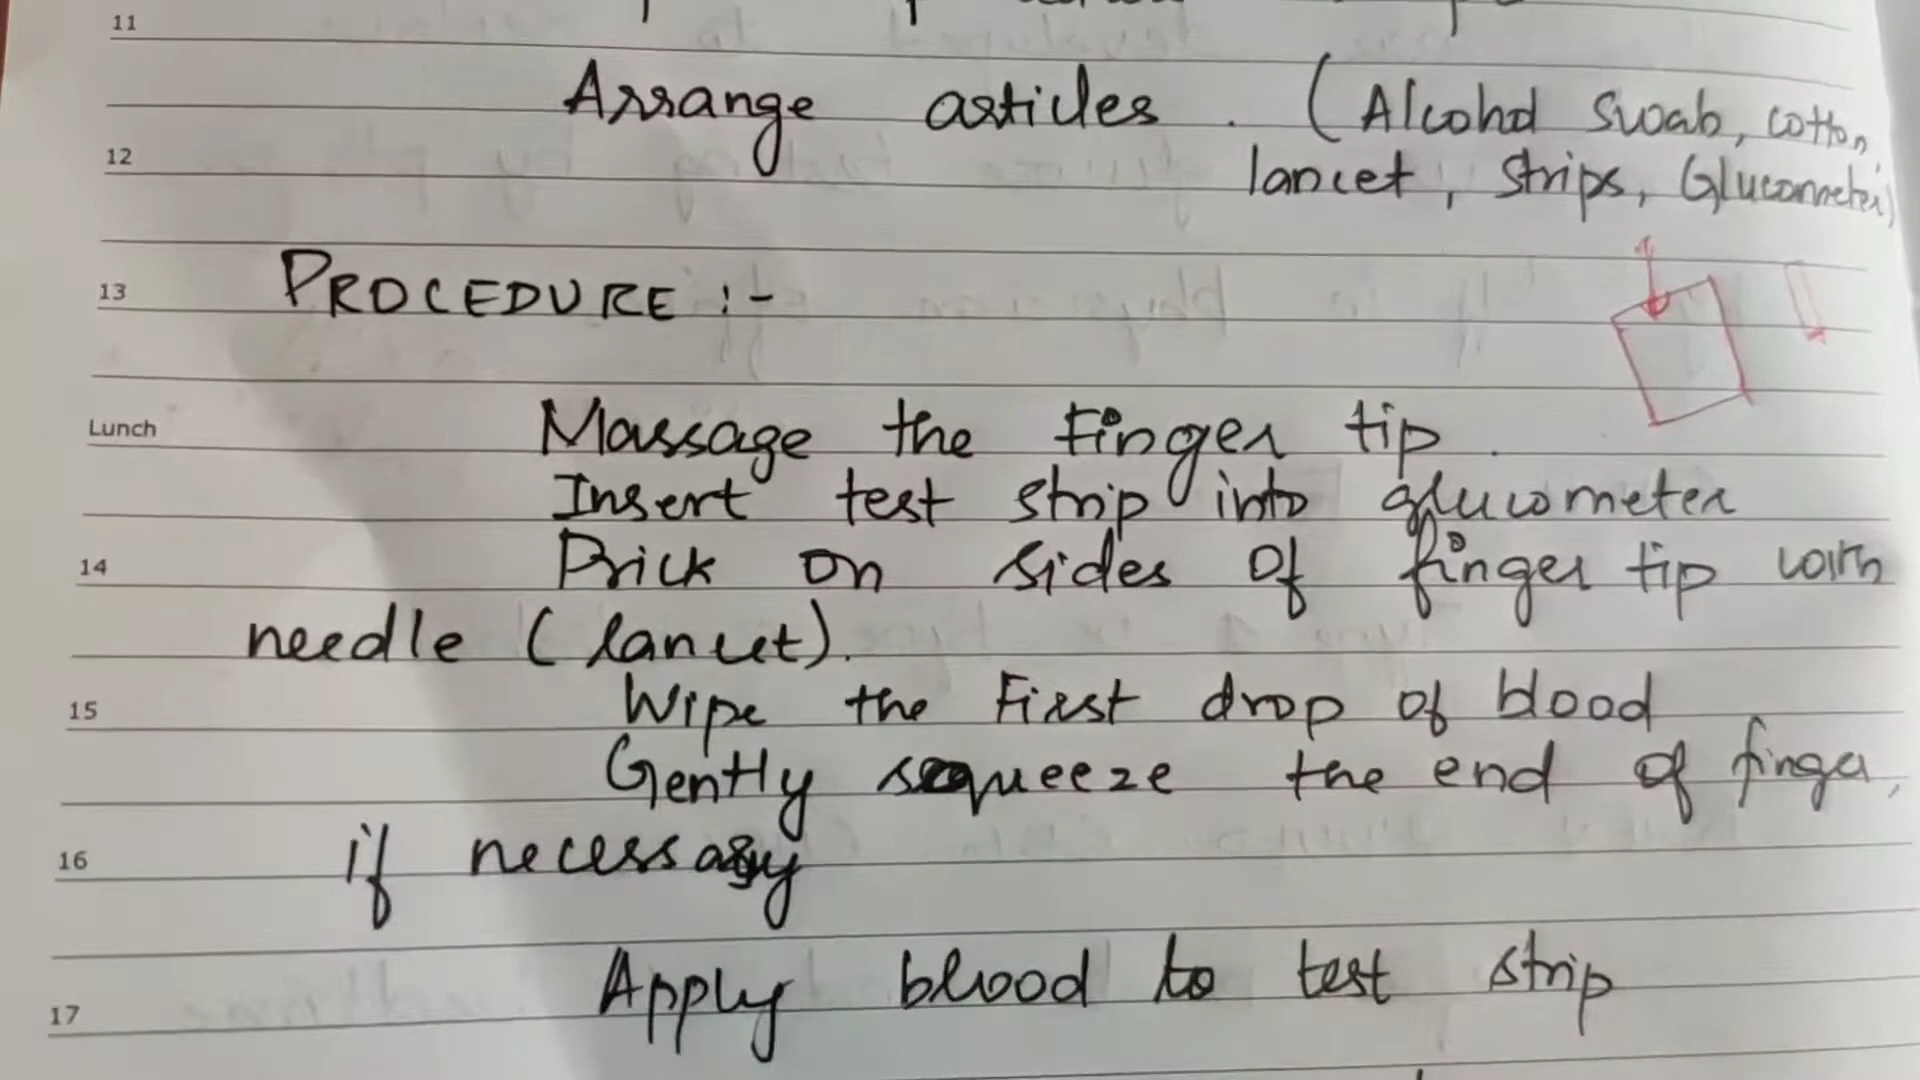 11
Arrange articles. (Alcohol swab, cotton,
12
lancet, strips, Glucometer)
13 PROCEDURE :-
Lunch
Massage the finger tip.
Insert test strip into glucometer
14 Prick on sides of finger tip with
needle (lancet).
15 Wipe the First drop of blood
Gently squeeze the end of finger,
16 if necessary
17 Apply blood to test strip